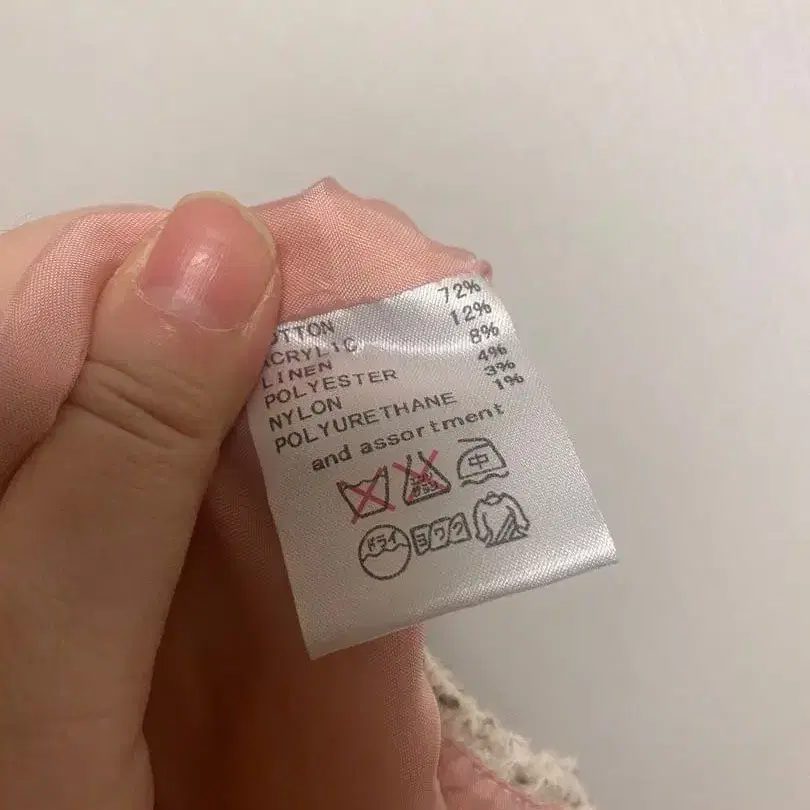 OTTON 72%
ACRYLIC 12%
LINEN 8%
POLYESTER 4%
NYLON 3%
POLYURETHANE 1%
and assortment
中
ドライ ヨワク